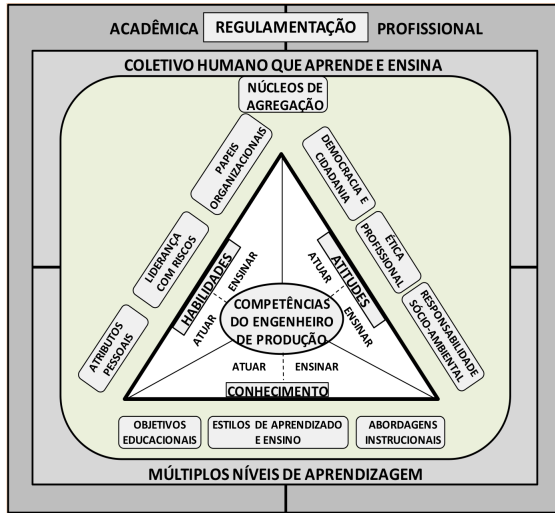 ACADÊMICA REGULAMENTAÇÃO PROFISSIONAL
COLETIVO HUMANO QUE APRENDE E ENSINA
NÚCLEOS DE
AGREGAÇÃO
PAPEIS
ORGANIZACIONAIS
DEMOCRACIA E
CIDADANIA
LIDERANÇA
COM RISCOS
ÉTICA
PROFISSIONAL
ATRIBUTOS
PESSOAIS
RESPONSABILIDADE
SÓCIO-AMBIENTAL
HABILIDADES
ENSINAR
ATUAR
ATITUDES
ATUAR
ENSINAR
COMPETÊNCIAS
DO ENGENHEIRO
DE PRODUÇÃO
ATUAR ENSINAR
CONHECIMENTO
OBJETIVOS
EDUCACIONAIS
ESTILOS DE APRENDIZADO
E ENSINO
ABORDAGENS
INSTRUCIONAIS
MÚLTIPLOS NÍVEIS DE APRENDIZAGEM